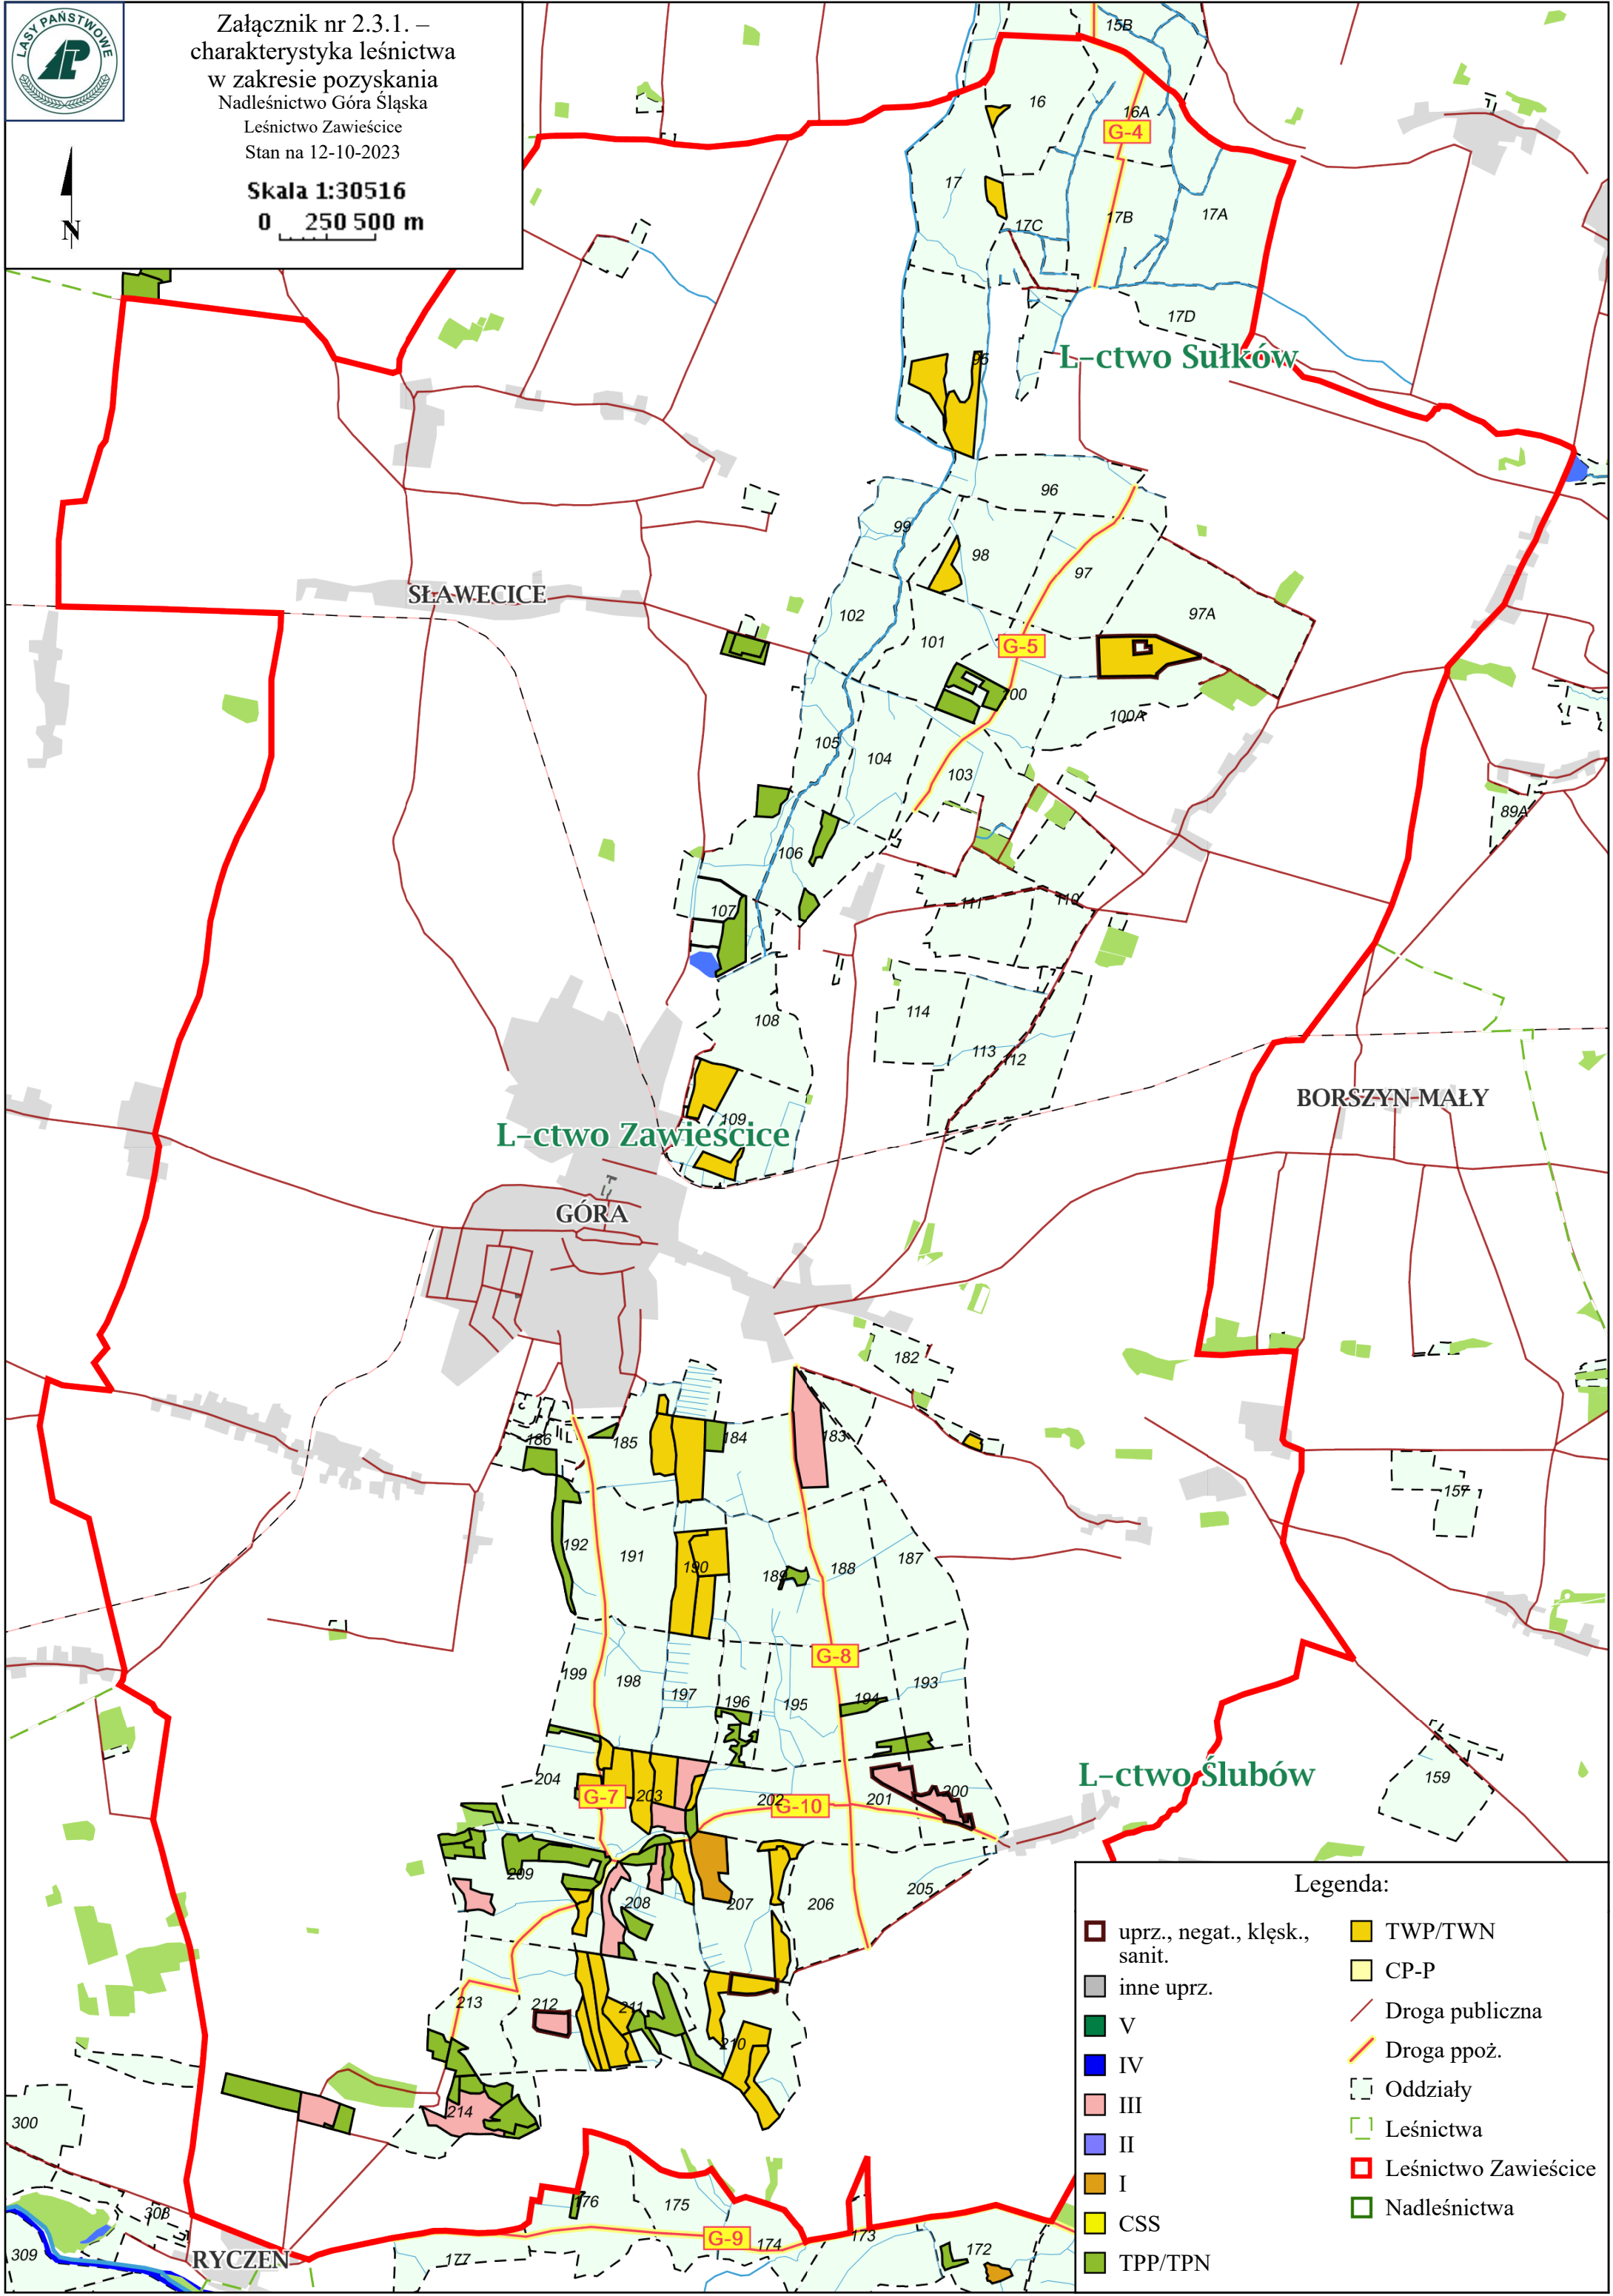 LASY PAŃSTWOWE
Załącznik nr 2.3.1. –
charakterystyka leśnictwa
w zakresie pozyskania
Nadleśnictwo Góra Śląska
Leśnictwo Zawieścice
Stan na 12-10-2023
Skala 1:30516
0 250 500 m
N
15B
16
16A
G-4
17
17C
17B
17A
17D
95
L-ctwo Sułków
96
99
98
97
SŁAWECICE
102
101
97A
G-5
100
100A
105
104
103
89A
106
107
111
110
108
114
113
112
BORSZYN MAŁY
109
L-ctwo Zawieścice
GÓRA
182
186
185
184
183
157
192
191
190
189
188
187
G-8
199
198
197
196
195
194
193
204
G-7
203
202
G-10
201
200
L-ctwo Ślubów
159
209
208
207
206
205
213
212
211
210
214
300
308
309
RYCZEŃ
176
175
177
G-9
174
173
172
Legenda:
uprz., negat., klęsk.,
sanit.
inne uprz.
V
IV
III
II
I
CSS
TPP/TPN
TWP/TWN
CP-P
Droga publiczna
Droga ppoż.
Oddziały
Leśnictwa
Leśnictwo Zawieścice
Nadleśnictwa